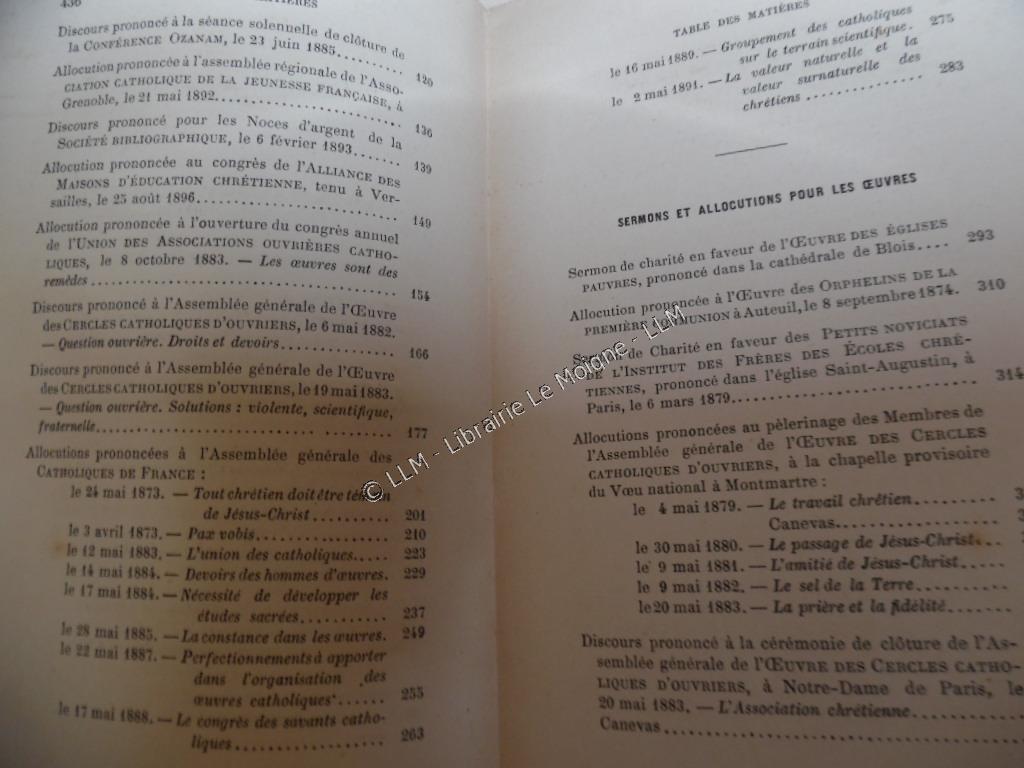 436
MATIÈRES
Discours prononcé à la séance solennelle de clôture de
la CONFÉRENCE OZANAM, le 23 juin 1885..........
120
Allocution prononcée à l'assemblée régionale de l'ASSO-
CIATION CATHOLIQUE DE LA JEUNESSE FRANÇAISE, à
Grenoble, le 21 mai 1892....................
136
Discours prononcé pour les Noces d'argent de la
SOCIÉTÉ BIBLIOGRAPHIQUE, le 6 février 1893.......
139
Allocution prononcée au congrès de l'ALLIANCE DES
MAISONS D'ÉDUCATION CHRÉTIENNE, tenu à Ver-
sailles, le 25 août 1896.....................
149
Allocution prononcée à l'ouverture du congrès annuel
de l'UNION DES ASSOCIATIONS OUVRIÈRES CATHO-
LIQUES, le 8 octobre 1883. — Les œuvres sont des
remèdes........................................
154
Discours prononcé à l'Assemblée générale de l'Œuvre
des CERCLES CATHOLIQUES D'OUVRIERS, le 6 mai 1882.
— Question ouvrière. Droits et devoirs............. 166
Discours prononcé à l'Assemblée générale de l'Œuvre
des CERCLES CATHOLIQUES D'OUVRIERS, le 19 mai 1883.
— Question ouvrière. Solutions : violente, scientifique,
fraternelle........................................ 177
Allocutions prononcées à l'Assemblée générale des
CATHOLIQUES DE FRANCE :
le 24 mai 1873. — Tout chrétien doit être témoin
de Jésus-Christ........... 201
le 3 avril 1873. — Pax vobis................... 210
le 12 mai 1883. — L'union des catholiques..... 223
le 14 mai 1884. — Devoirs des hommes d'œuvres. 229
le 17 mai 1884. — Nécessité de développer les
études sacrées........... 237
le 28 mai 1885. — La constance dans les œuvres. 249
le 22 mai 1887. — Perfectionnements à apporter
dans l'organisation des
œuvres catholiques...... 255
le 17 mai 1888. — Le congrès des savants catho-
liques................... 263
TABLE DES MATIÈRES
le 16 mai 1889. — Groupement des catholiques
sur le terrain scientifique. 275
le 2 mai 1891. — La valeur naturelle et la
valeur surnaturelle des
chrétiens ............... 283
SERMONS ET ALLOCUTIONS POUR LES ŒUVRES
Sermon de charité en faveur de l'ŒUVRE DES ÉGLISES
PAUVRES, prononcé dans la cathédrale de Blois.... 293
Allocution prononcée à l'Œuvre des ORPHELINS DE LA
PREMIÈRE COMMUNION à Auteuil, le 8 septembre 1874. 310
Sermon de Charité en faveur des PETITS NOVICIATS
DE L'INSTITUT DES FRÈRES DES ÉCOLES CHRÉ-
TIENNES, prononcé dans l'église Saint-Augustin, à
Paris, le 6 mars 1879............................ 314
Allocutions prononcées au pèlerinage des Membres de
l'Assemblée générale de l'ŒUVRE DES CERCLES
CATHOLIQUES D'OUVRIERS, à la chapelle provisoire
du Vœu national à Montmartre :
le 4 mai 1879. — Le travail chrétien.........
Canevas....................
le 30 mai 1880. — Le passage de Jésus-Christ...
le 9 mai 1881. — L'amitié de Jésus-Christ.....
le 9 mai 1882. — Le sel de la Terre..........
le 20 mai 1883. — La prière et la fidélité.......
Discours prononcé à la cérémonie de clôture de l'As-
semblée générale de l'ŒUVRE DES CERCLES CATHO-
LIQUES D'OUVRIERS, à Notre-Dame de Paris, le
20 mai 1883. — L'Association chrétienne............
Canevas........................................
© LLM - Librairie Le Moigne - LLM